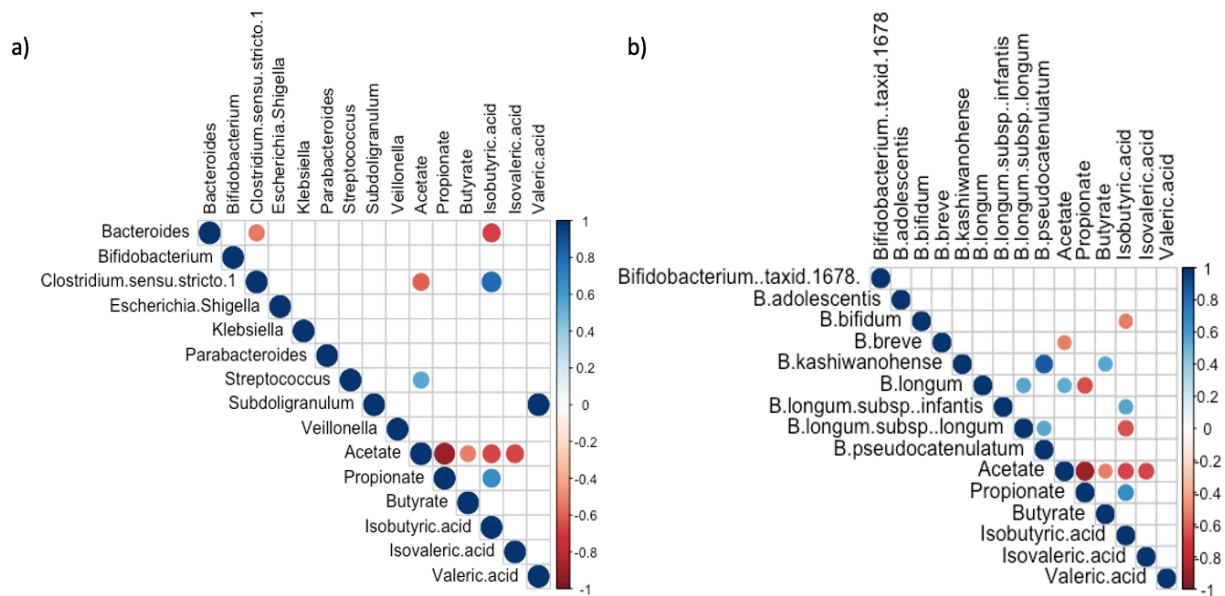 a)
Bacteroides
Bifidobacterium
Clostridium.sensu.stricto.1
Escherichia.Shigella
Klebsiella
Parabacteroides
Streptococcus
Subdoligranulum
Veillonella
Acetate
Propionate
Butyrate
Isobutyric.acid
Isovaleric.acid
Valeric.acid
Bacteroides
Bifidobacterium
Clostridium.sensu.stricto.1
Escherichia.Shigella
Klebsiella
Parabacteroides
Streptococcus
Subdoligranulum
Veillonella
Acetate
Propionate
Butyrate
Isobutyric.acid
Isovaleric.acid
Valeric.acid
1
0.8
0.6
0.4
0.2
0
-0.2
-0.4
-0.6
-0.8
-1
b)
Bifidobacterium..taxid.1678
B.adolescentis
B.bifidum
B.breve
B.kashiwanohense
B.longum
B.longum.subsp..infantis
B.longum.subsp..longum
B.pseudocatenulatum
Acetate
Propionate
Butyrate
Isobutyric.acid
Isovaleric.acid
Valeric.acid
Bifidobacterium..taxid.1678.
B.adolescentis
B.bifidum
B.breve
B.kashiwanohense
B.longum
B.longum.subsp..infantis
B.longum.subsp..longum
B.pseudocatenulatum
Acetate
Propionate
Butyrate
Isobutyric.acid
Isovaleric.acid
Valeric.acid
1
0.8
0.6
0.4
0.2
0
-0.2
-0.4
-0.6
-0.8
-1